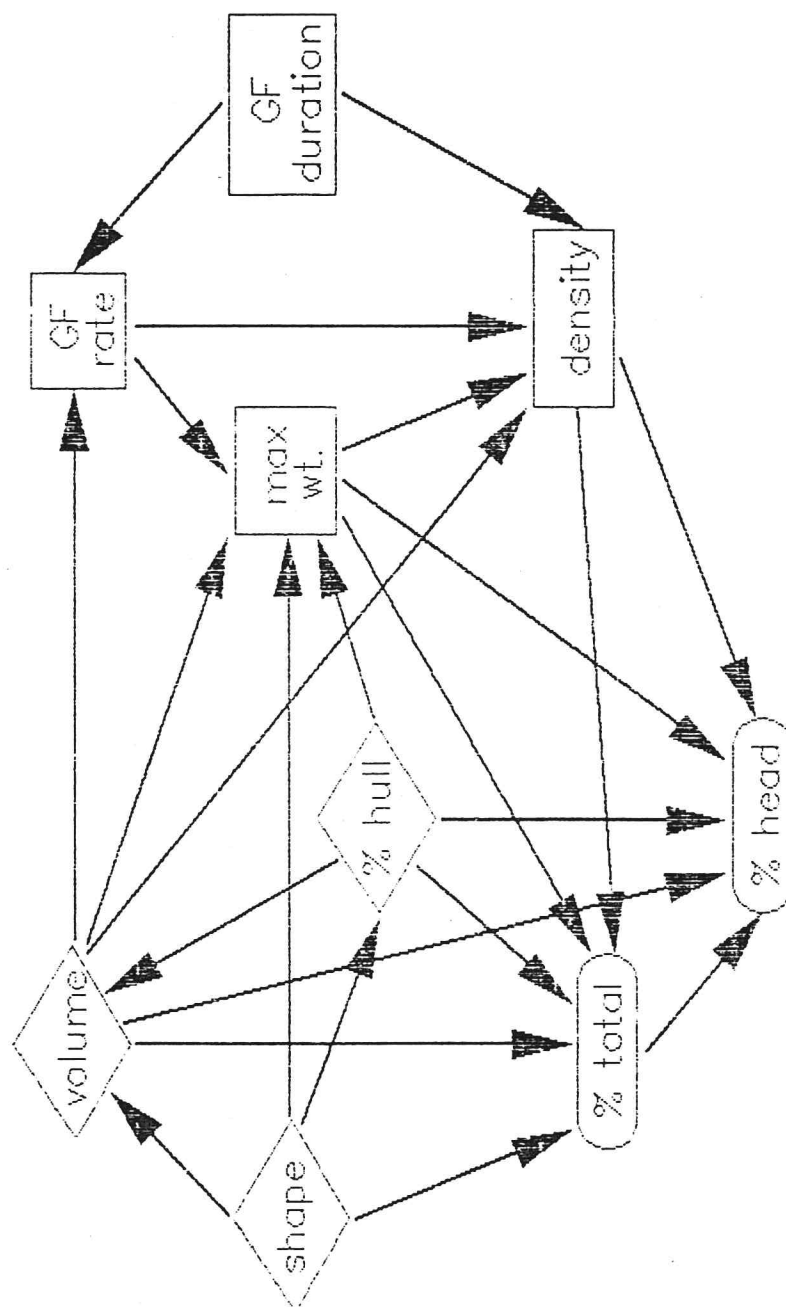 volume
GF
rate
shape
max
wt.
GF
duration
% hull
% total
density
% head